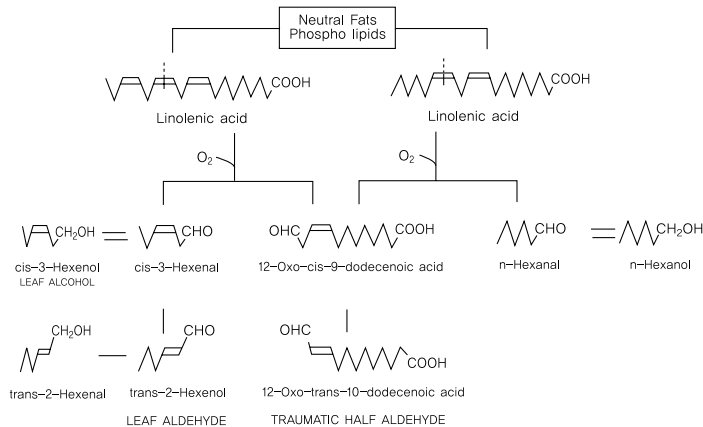 Neutral Fats
Phospho lipids
COOH
COOH
Linolenic acid
Linolenic acid
O2
O2
CH2OH
CHO
OHC
COOH
CHO
CH2OH
cis-3-Hexenol
cis-3-Hexenal
12-Oxo-cis-9-dodecenoic acid
n-Hexanal
n-Hexanol
LEAF ALCOHOL
CH2OH
CHO
OHC
COOH
trans-2-Hexenal
trans-2-Hexenol
12-Oxo-trans-10-dodecenoic acid
LEAF ALDEHYDE
TRAUMATIC HALF ALDEHYDE